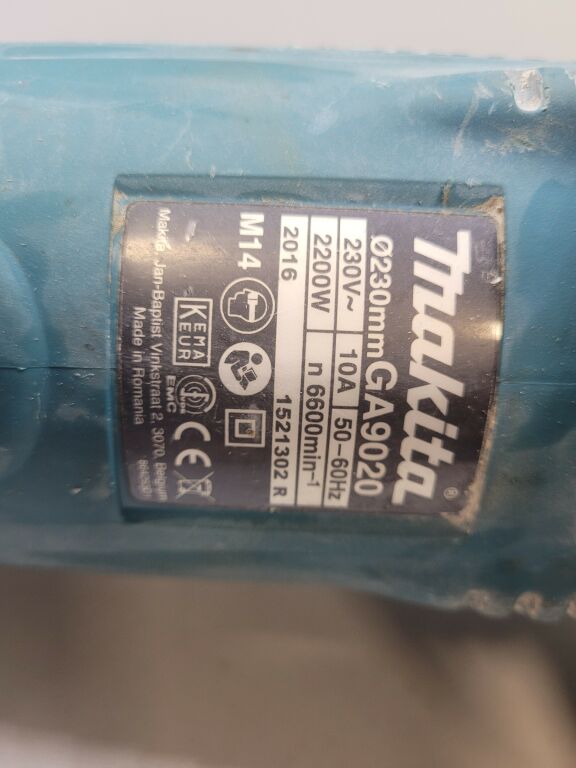 makita®
Ø230mm GA9020
230V~ 10A 50-60Hz
2200W n 6600min⁻¹
2016 1521302 R
M14
KEMA
KEUR
EMC
CE
Makita, Jan-Baptist Vinkstraat 2, 3070, Belgium
Made in Romania